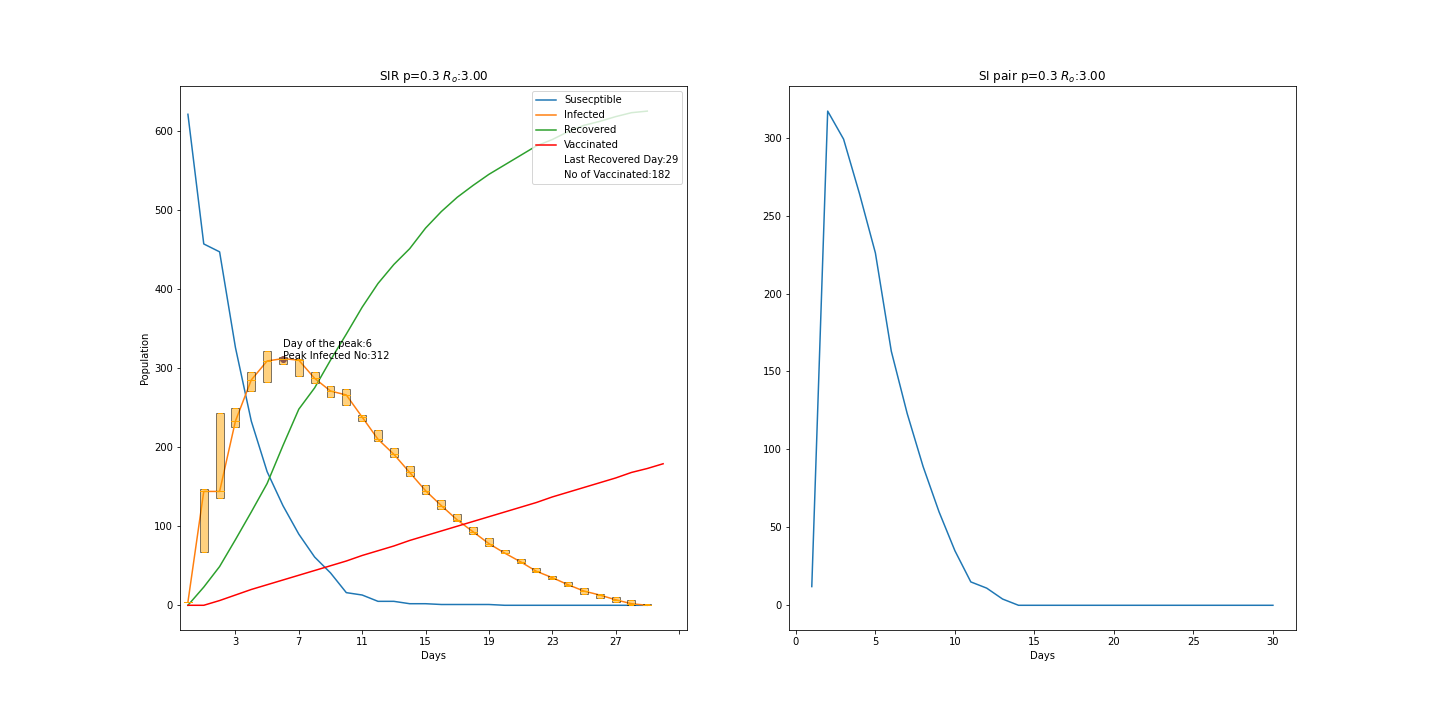 SIR p=0.3 Rₒ:3.00
Susecptible
Infected
Recovered
Vaccinated
Last Recovered Day:29
No of Vaccinated:182
Day of the peak:6
Peak Infected No:312
Population
600
500
400
300
200
100
0
3 7 11 15 19 23 27
Days
SI pair p=0.3 Rₒ:3.00
300
250
200
150
100
50
0
0 5 10 15 20 25 30
Days